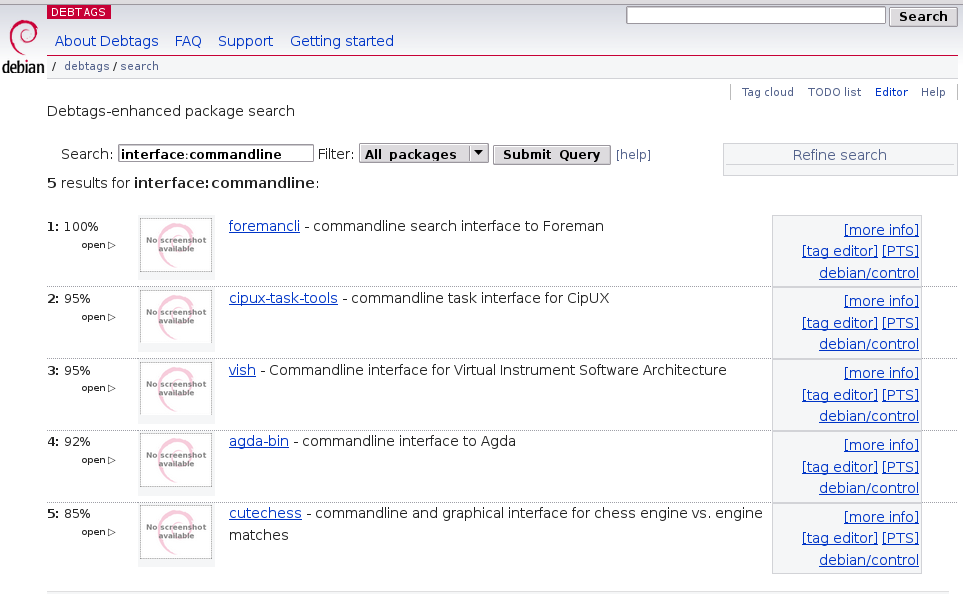 DEBTAGS
Search
About Debtags FAQ Support Getting started
debian / debtags / search
Tag cloud TODO list Editor Help
Debtags-enhanced package search
Search: interface:commandline Filter: All packages Submit Query [help]
Refine search
5 results for interface:commandline:
1: 100%
open ▷
No screenshot
available
foremancli - commandline search interface to Foreman
[more info]
[tag editor] [PTS]
debian/control
2: 95%
open ▷
No screenshot
available
cipux-task-tools - commandline task interface for CipUX
[more info]
[tag editor] [PTS]
debian/control
3: 95%
open ▷
No screenshot
available
vish - Commandline interface for Virtual Instrument Software Architecture
[more info]
[tag editor] [PTS]
debian/control
4: 92%
open ▷
No screenshot
available
agda-bin - commandline interface to Agda
[more info]
[tag editor] [PTS]
debian/control
5: 85%
open ▷
No screenshot
available
cutechess - commandline and graphical interface for chess engine vs. engine
matches
[more info]
[tag editor] [PTS]
debian/control